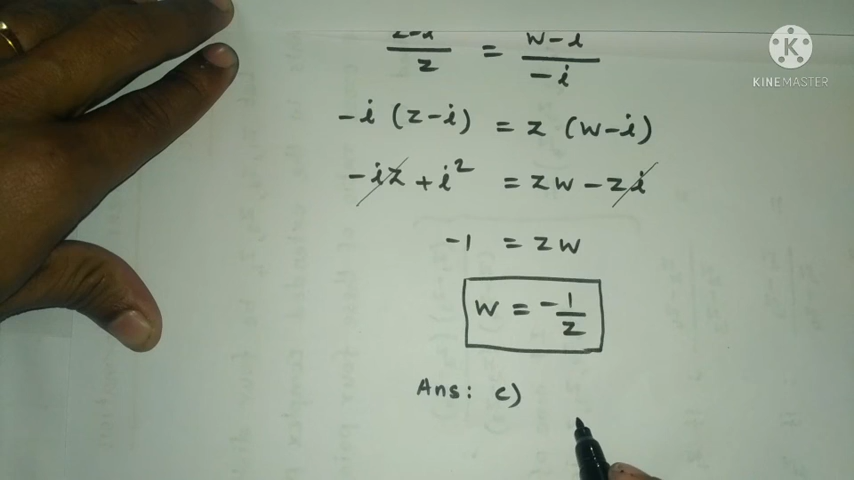 z-i / z = w-i / -i
-i (z-i) = z (w-i)
-iz + i² = zw - zi
-1 = zw
w = -1/z
Ans: c)
K
KINEMASTER